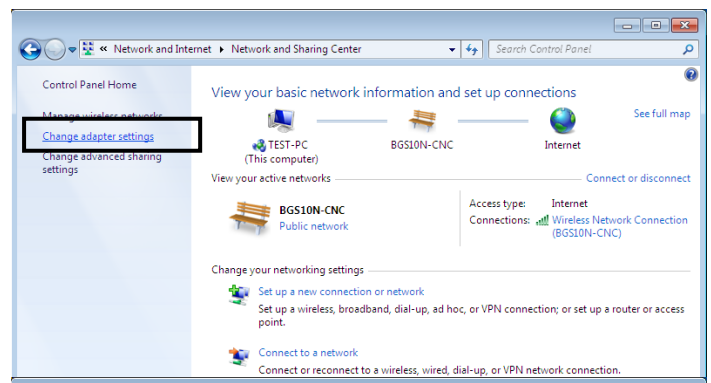 « Network and Internet ▸ Network and Sharing Center
Search Control Panel
Control Panel Home
Manage wireless networks
Change adapter settings
Change advanced sharing
settings
View your basic network information and set up connections
See full map
TEST-PC
(This computer)
BGS10N-CNC
Internet
View your active networks
Connect or disconnect
BGS10N-CNC
Public network
Access type: Internet
Connections: Wireless Network Connection
(BGS10N-CNC)
Change your networking settings
Set up a new connection or network
Set up a wireless, broadband, dial-up, ad hoc, or VPN connection; or set up a router or access
point.
Connect to a network
Connect or reconnect to a wireless, wired, dial-up, or VPN network connection.